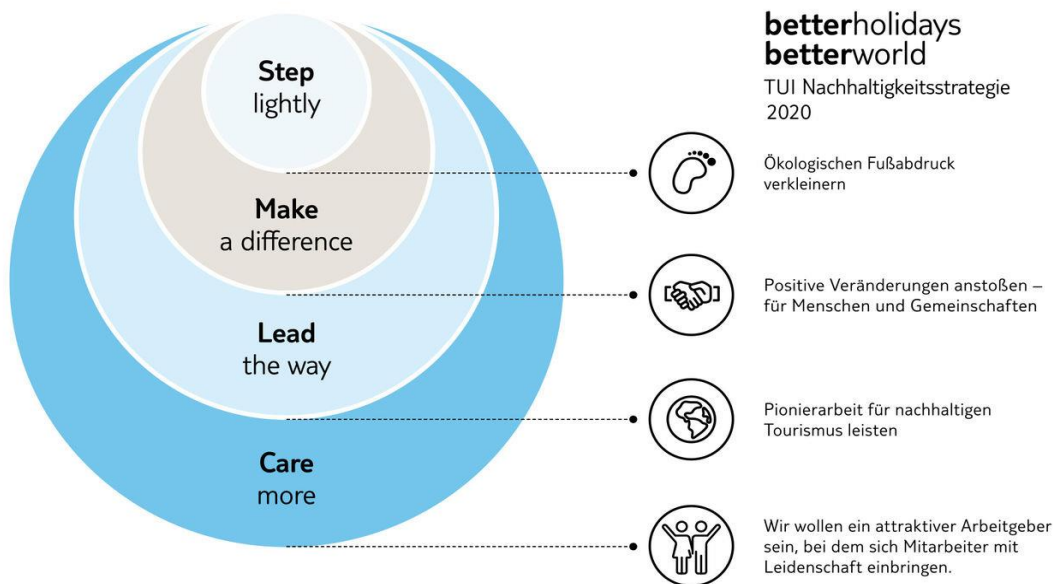 Step
lightly
Make
a difference
Lead
the way
Care
more
betterholidays
betterworld
TUI Nachhaltigkeitsstrategie
2020
Ökologischen Fußabdruck
verkleinern
Positive Veränderungen anstoßen –
für Menschen und Gemeinschaften
Pionierarbeit für nachhaltigen
Tourismus leisten
Wir wollen ein attraktiver Arbeitgeber
sein, bei dem sich Mitarbeiter mit
Leidenschaft einbringen.